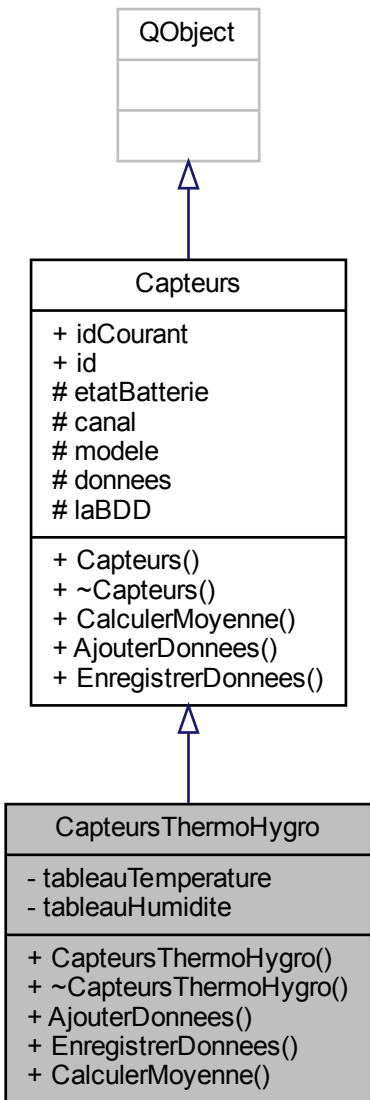 QObject
Capteurs
+ idCourant
+ id
# etatBatterie
# canal
# modele
# donnees
# laBDD
+ Capteurs()
+ ~Capteurs()
+ CalculerMoyenne()
+ AjouterDonnees()
+ EnregistrerDonnees()
CapteursThermoHygro
- tableauTemperature
- tableauHumidite
+ CapteursThermoHygro()
+ ~CapteursThermoHygro()
+ AjouterDonnees()
+ EnregistrerDonnees()
+ CalculerMoyenne()